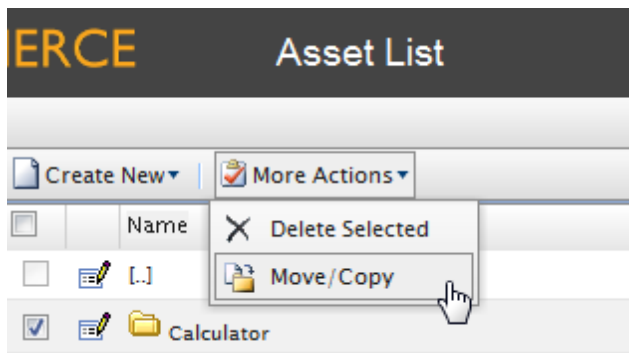 ERCE Asset List
Create New More Actions
Name Delete Selected
[..] Move/Copy
Calculator